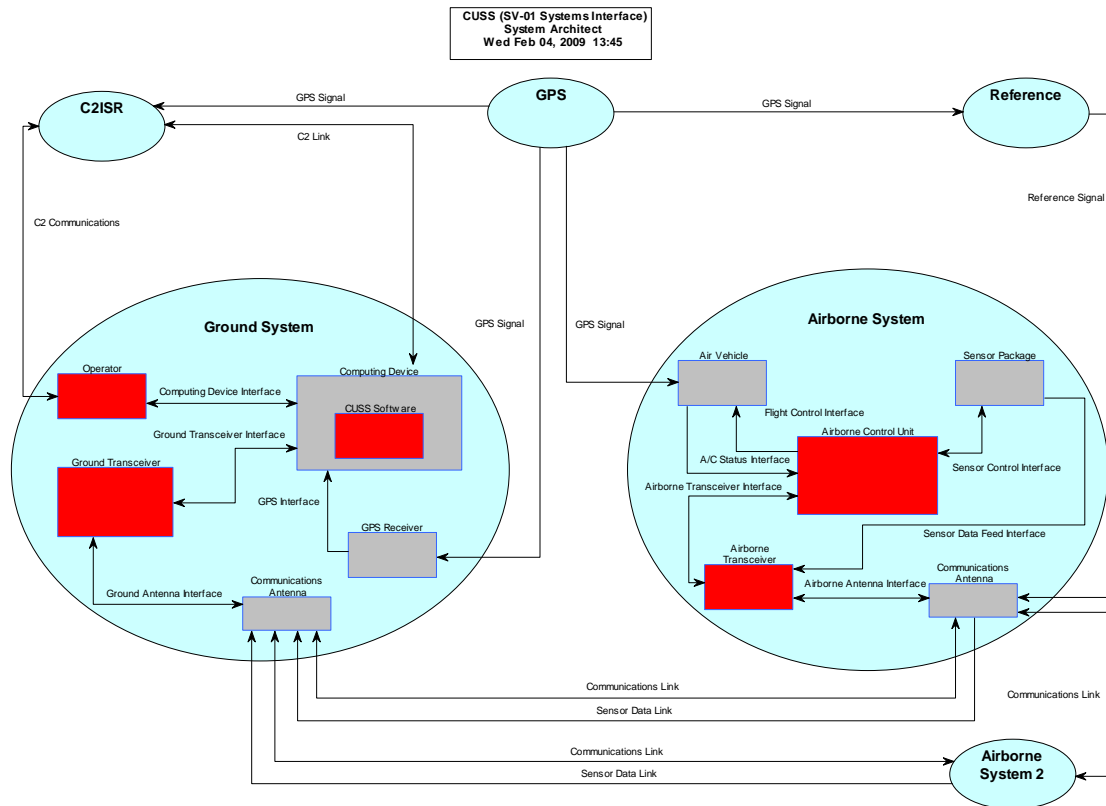 CUSS (SV-01 Systems Interface)
System Architect
Wed Feb 04, 2009 13:45
C2ISR
GPS Signal
GPS
GPS Signal
Reference
C2 Link
Reference Signal
C2 Communications
Ground System
GPS Signal
GPS Signal
Airborne System
Operator
Computing Device
Computing Device Interface
CUSS Software
Ground Transceiver Interface
Ground Transceiver
GPS Interface
GPS Receiver
Ground Antenna Interface
Communications
Antenna
Air Vehicle
Sensor Package
Flight Control Interface
Airborne Control Unit
A/C Status Interface
Sensor Control Interface
Airborne Transceiver Interface
Sensor Data Feed Interface
Airborne
Transceiver
Airborne Antenna Interface
Communications
Antenna
Communications Link
Communications Link
Sensor Data Link
Communications Link
Sensor Data Link
Airborne
System 2